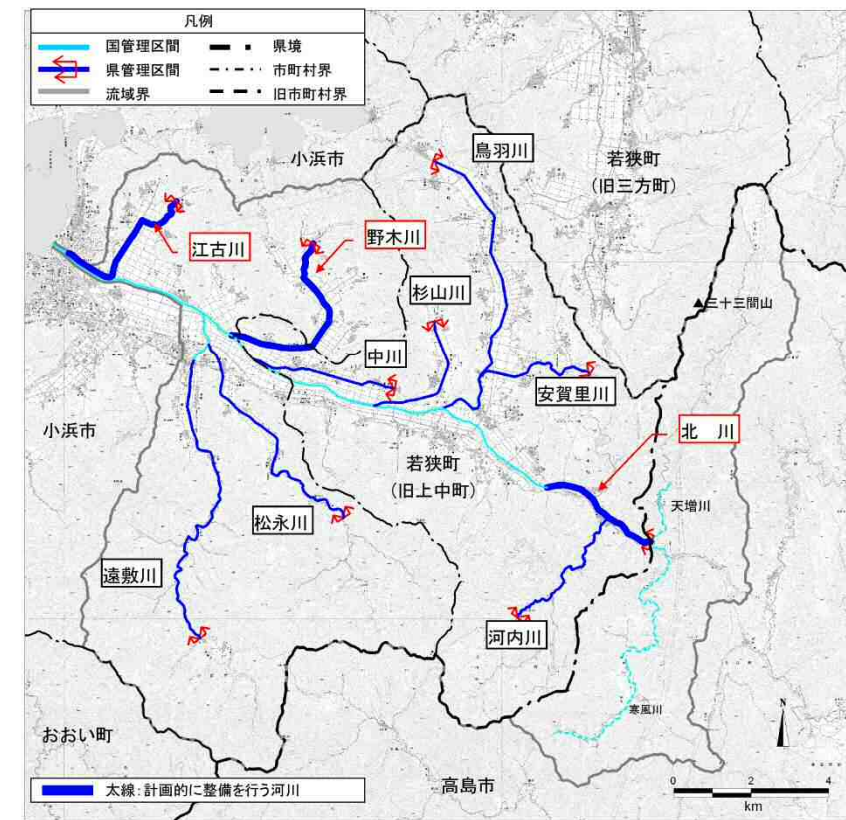 凡例
国管理区間
県境
県管理区間
市町村界
流域界
旧市町村界
鳥羽川
小浜市
若狭町
(旧三方町)
江古川
野木川
杉山川
三十三間山
中川
安賀里川
北 川
小浜市
若狭町
(旧上中町)
天増川
松永川
遠敷川
河内川
寒風川
おおい町
高島市
N
太線:計画的に整備を行う河川
0 2 4
km